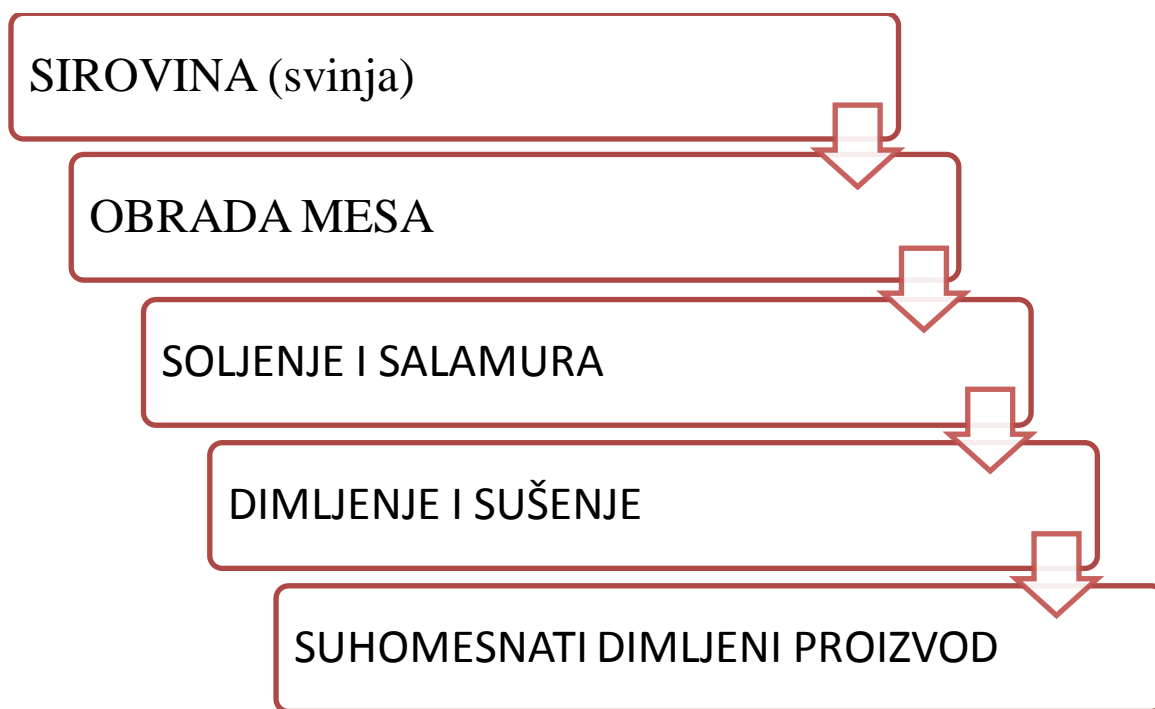 SIROVINA (svinja)
OBRADA MESA
SOLJENJE I SALAMURA
DIMLJENJE I SUŠENJE
SUHOMESNATI DIMLJENI PROIZVOD